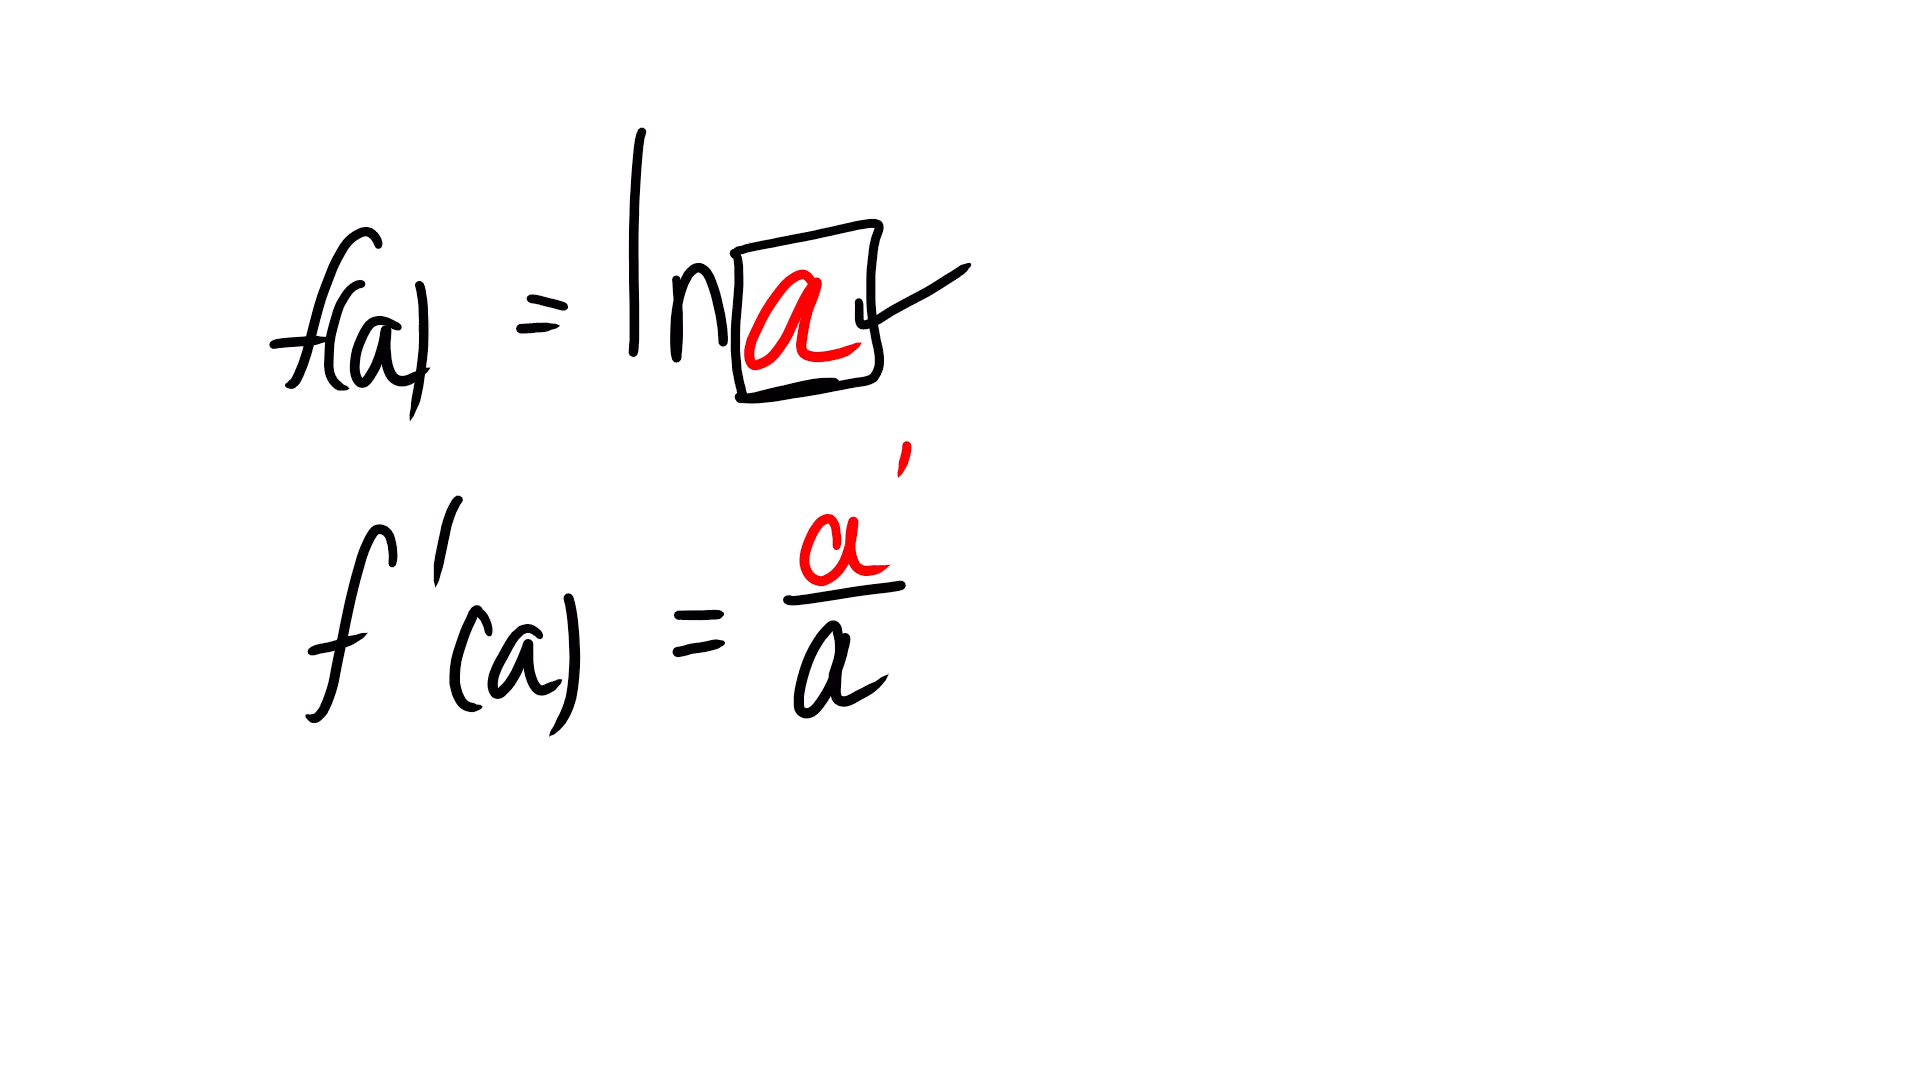 f(a) = ln a
f'(a) = a'/a